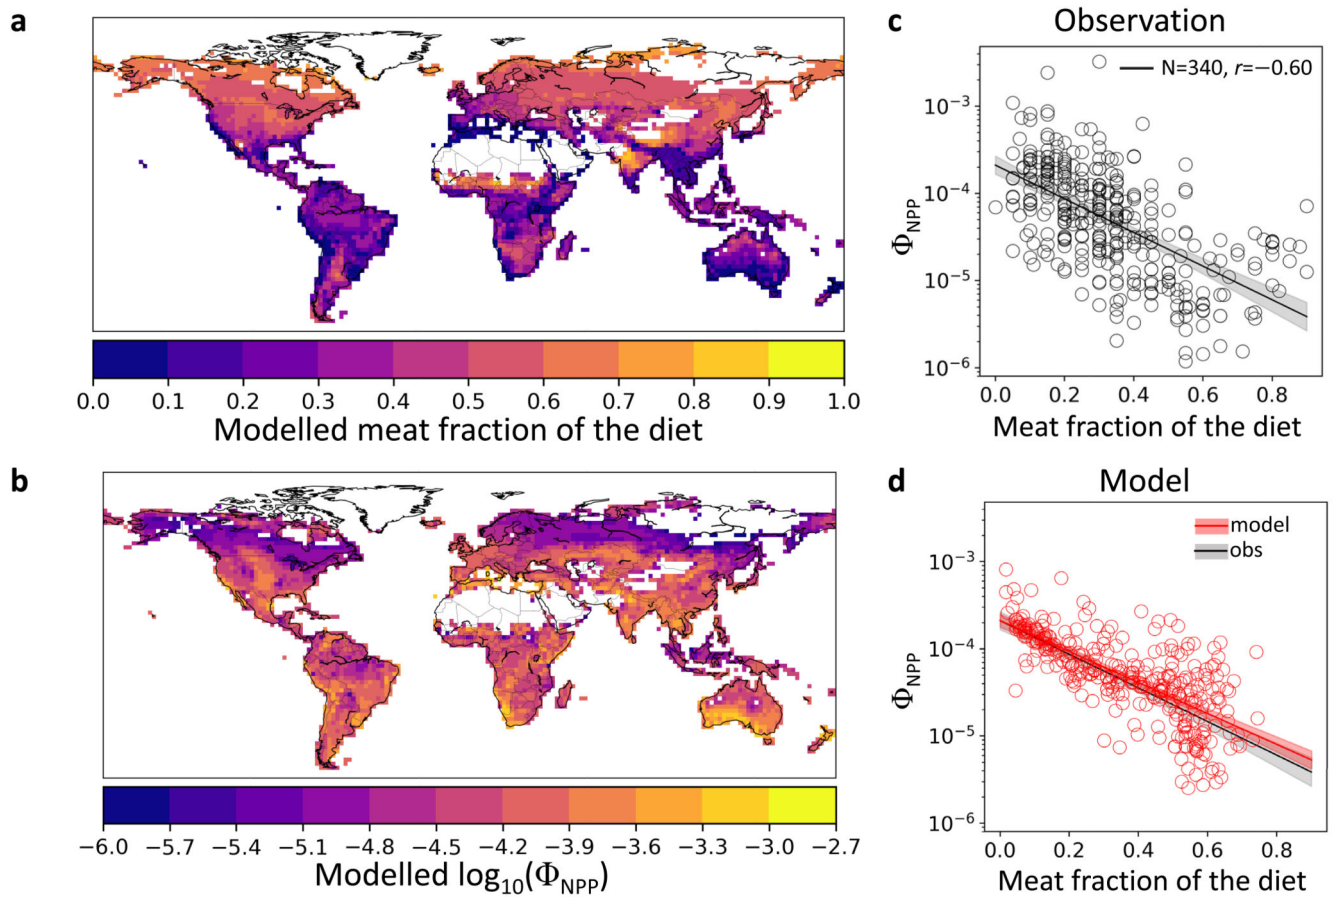 a
0.0 0.1 0.2 0.3 0.4 0.5 0.6 0.7 0.8 0.9 1.0
Modelled meat fraction of the diet
b
−6.0 −5.7 −5.4 −5.1 −4.8 −4.5 −4.2 −3.9 −3.6 −3.3 −3.0 −2.7
Modelled log₁₀(Φ_NPP)
c
Observation
N=340, r=−0.60
10⁻³
10⁻⁴
10⁻⁵
10⁻⁶
Φ_NPP
0.0 0.2 0.4 0.6 0.8
Meat fraction of the diet
d
Model
model
obs
10⁻³
10⁻⁴
10⁻⁵
10⁻⁶
Φ_NPP
0.0 0.2 0.4 0.6 0.8
Meat fraction of the diet